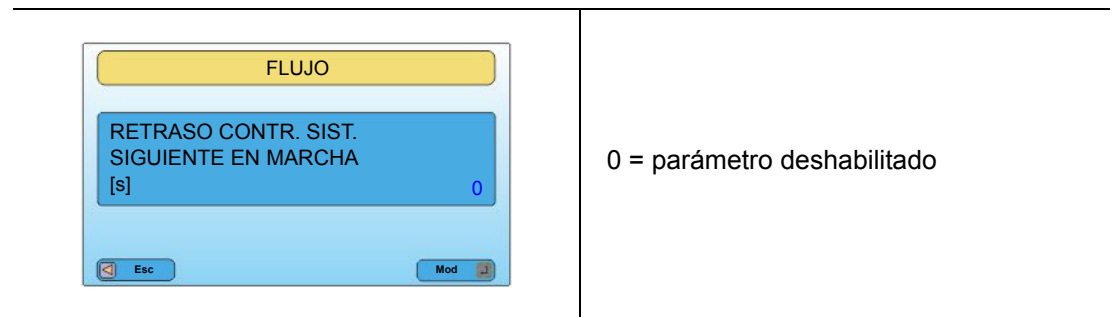 FLUJO
RETRASO CONTR. SIST.
SIGUIENTE EN MARCHA
[s] 0
Esc Mod
0 = parámetro deshabilitado